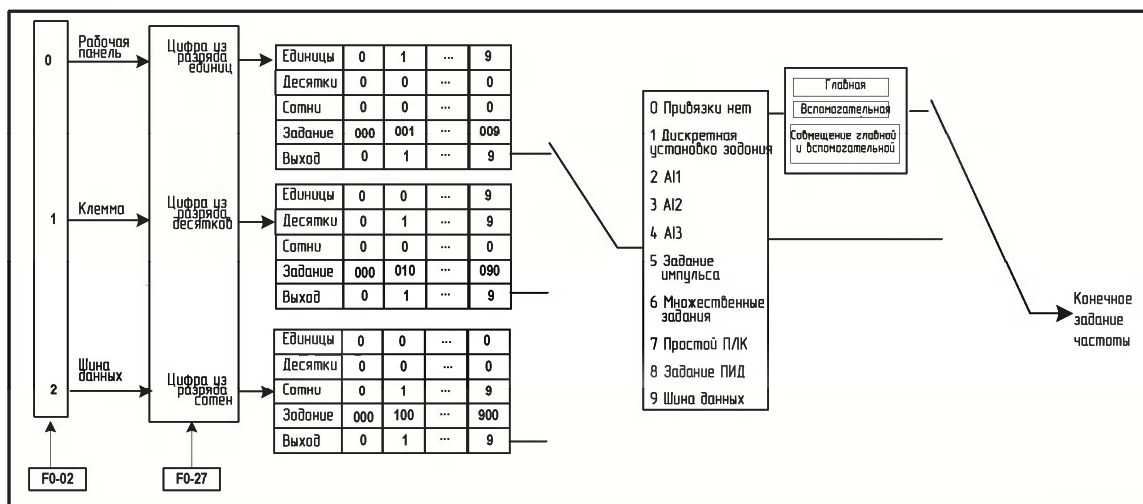 0
Рабочая
панель
Цифра из
разряда
единиц
Единицы 0 1 ... 9
Десятки 0 0 ... 0
Сотни 0 0 ... 0
Задание 000 001 ... 009
Выход 0 1 ... 9
1
Клемма
Цифра из
разряда
десятков
Единицы 0 0 ... 9
Десятки 0 1 ... 9
Сотни 0 0 ... 0
Задание 000 010 ... 090
Выход 0 1 ... 9
2
Шина
данных
Цифра из
разряда
сотен
Единицы 0 0 ... 0
Десятки 0 0 ... 0
Сотни 0 1 ... 9
Зодоние 000 100 ... 900
Выход 0 1 ... 9
F0-02
F0-27
0 Привязки нет
1 Дискретная
установко зодония
2 AI1
3 AI2
4 AI3
5 Задание
импульса
6 Множественные
задания
7 Простой ПЛК
8 Задание ПИД
9 Шина данных
Главная
Вспомогательная
Совмещение главной
и вспомогательной
Конечное
задание
частоты